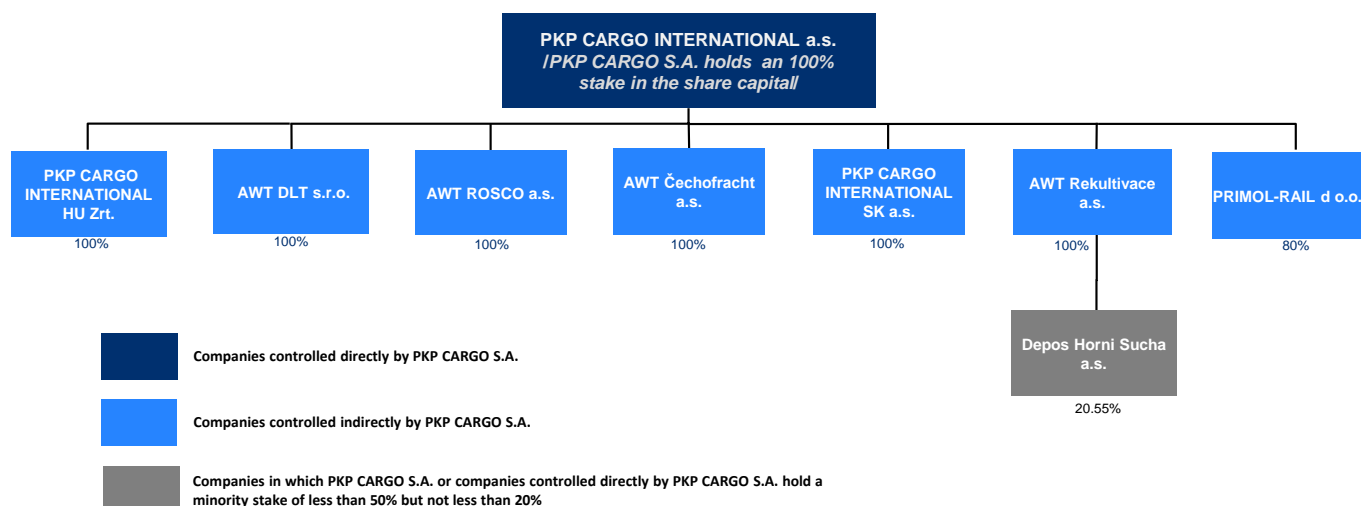 PKP CARGO INTERNATIONAL a.s.
/PKP CARGO S.A. holds an 100%
stake in the share capital/
PKP CARGO
INTERNATIONAL
HU Zrt.
100%
AWT DLT s.r.o.
100%
AWT ROSCO a.s.
100%
AWT Čechofracht
a.s.
100%
PKP CARGO
INTERNATIONAL
SK a.s.
100%
AWT Rekultivace
a.s.
100%
PRIMOL-RAIL d o.o.
80%
Depos Horni Sucha
a.s.
20.55%
Companies controlled directly by PKP CARGO S.A.
Companies controlled indirectly by PKP CARGO S.A.
Companies in which PKP CARGO S.A. or companies controlled directly by PKP CARGO S.A. hold a
minority stake of less than 50% but not less than 20%